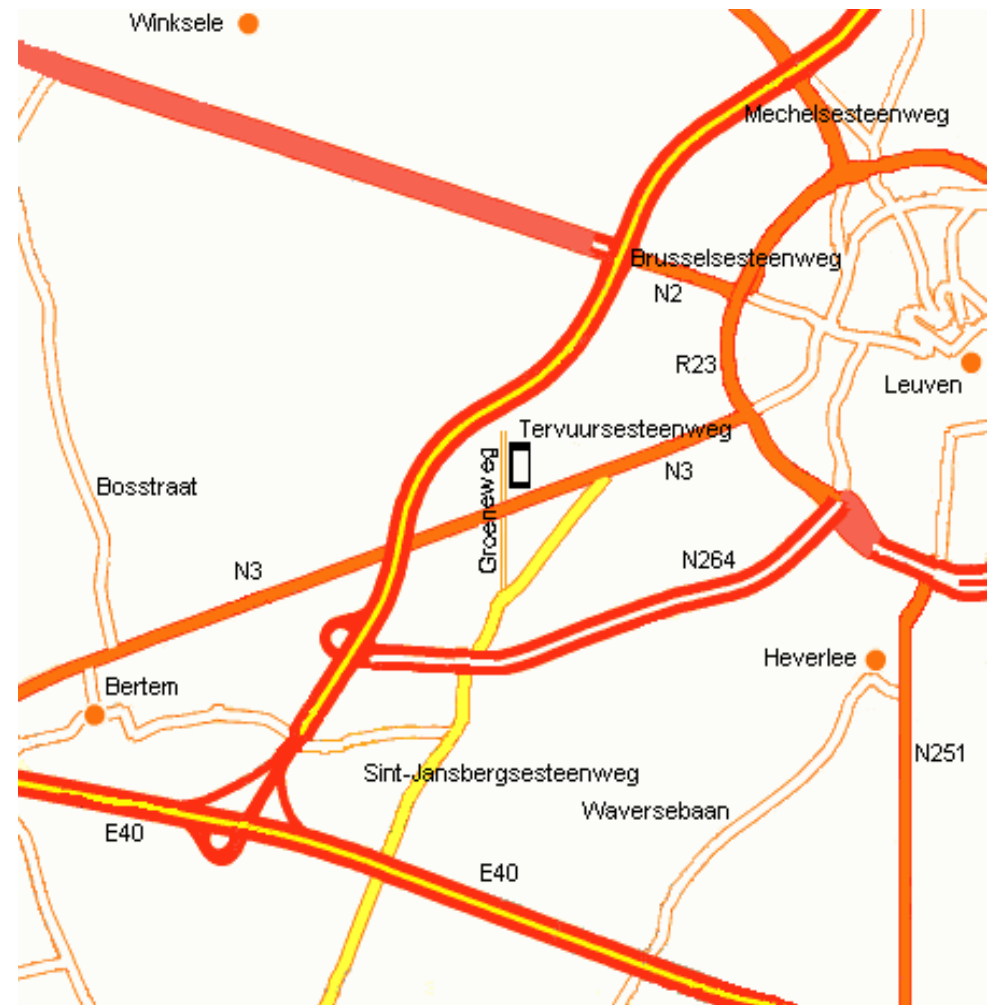 Winksele
Mechelsesteenweg
Brusselsesteenweg
N2
R23
Leuven
Tervuursesteenweg
N3
Groeneweg
Bosstraat
N3
N264
Heverlee
Bertem
N251
Sint-Jansbergsesteenweg
Waversebaan
E40
E40